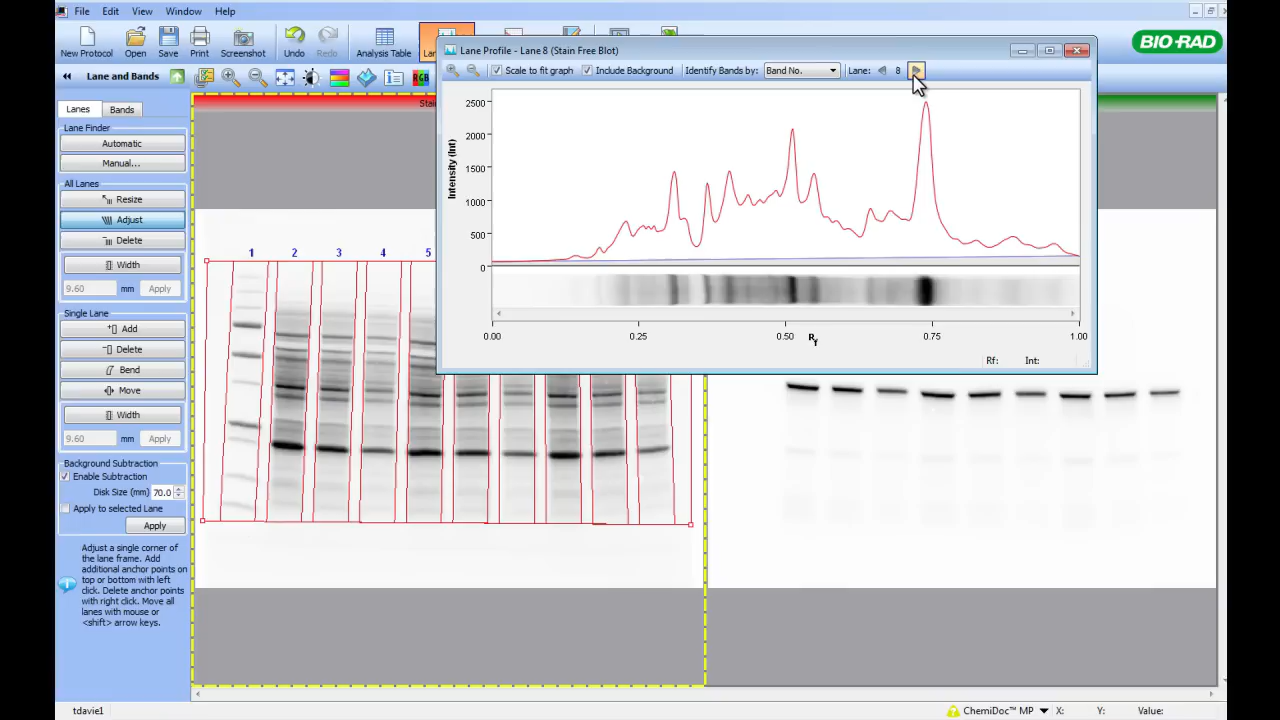 File Edit View Window Help
New Protocol Open Save Print Screenshot Undo Redo Analysis Table
BIO-RAD
Lane Profile - Lane 8 (Stain Free Blot)
Lane and Bands
RGB
Scale to fit graph Include Background Identify Bands by: Band No. Lane: 8
Lanes Bands
Lane Finder
Automatic
Manual...
All Lanes
Resize
Adjust
Delete
Width
9.60 mm Apply
Single Lane
Add
Delete
Bend
Move
Width
9.60 mm Apply
Background Subtraction
Enable Subtraction
Disk Size (mm) 70.0
Apply to selected Lane
Apply
Adjust a single corner of
the lane frame. Add
additional anchor points on
top or bottom with left
click. Delete anchor points
with right click. Move all
lanes with mouse or
<shift> arrow keys.
1 2 3 4 5
Intensity (Int)
2500
2000
1500
1000
500
0
0.00 0.25 0.50 0.75 1.00
Rf
Rf: Int:
tdavie1
ChemiDoc™ MP X: Y: Value: